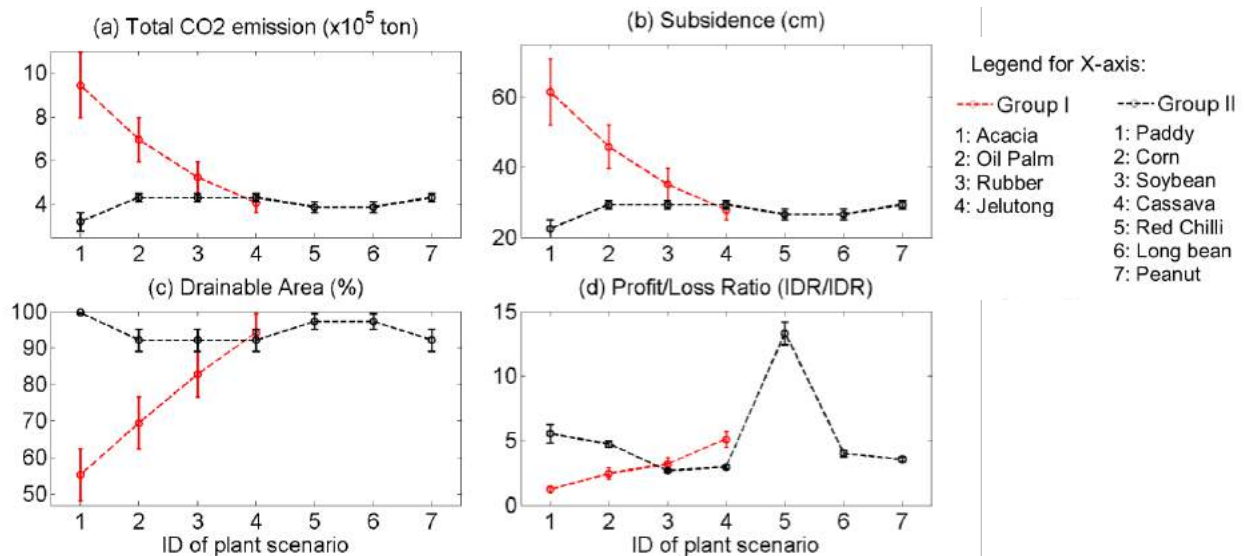 (a) Total CO2 emission (x10⁵ ton)
10
8
6
4
1 2 3 4 5 6 7
(b) Subsidence (cm)
60
40
20
1 2 3 4 5 6 7
(c) Drainable Area (%)
100
90
80
70
60
50
1 2 3 4 5 6 7
ID of plant scenario
(d) Profit/Loss Ratio (IDR/IDR)
15
10
5
0
1 2 3 4 5 6 7
ID of plant scenario
Legend for X-axis:
Group I
1: Acacia
2: Oil Palm
3: Rubber
4: Jelutong
Group II
1: Paddy
2: Corn
3: Soybean
4: Cassava
5: Red Chilli
6: Long bean
7: Peanut